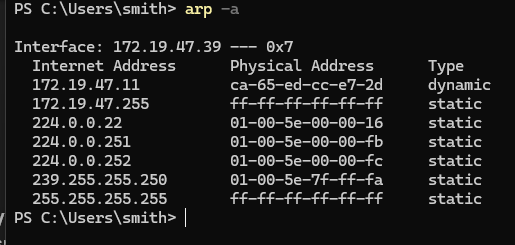 PS C:\Users\smith> arp -a
Interface: 172.19.47.39 --- 0x7
Internet Address Physical Address Type
172.19.47.11 ca-65-ed-cc-e7-2d dynamic
172.19.47.255 ff-ff-ff-ff-ff-ff static
224.0.0.22 01-00-5e-00-00-16 static
224.0.0.251 01-00-5e-00-00-fb static
224.0.0.252 01-00-5e-00-00-fc static
239.255.255.250 01-00-5e-7f-ff-fa static
255.255.255.255 ff-ff-ff-ff-ff-ff static
PS C:\Users\smith>